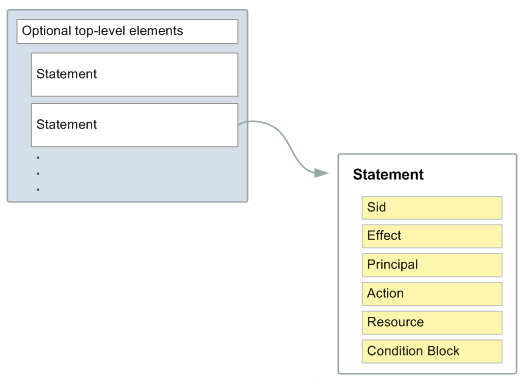 Optional top-level elements
Statement
Statement
.
.
.
Statement
Sid
Effect
Principal
Action
Resource
Condition Block